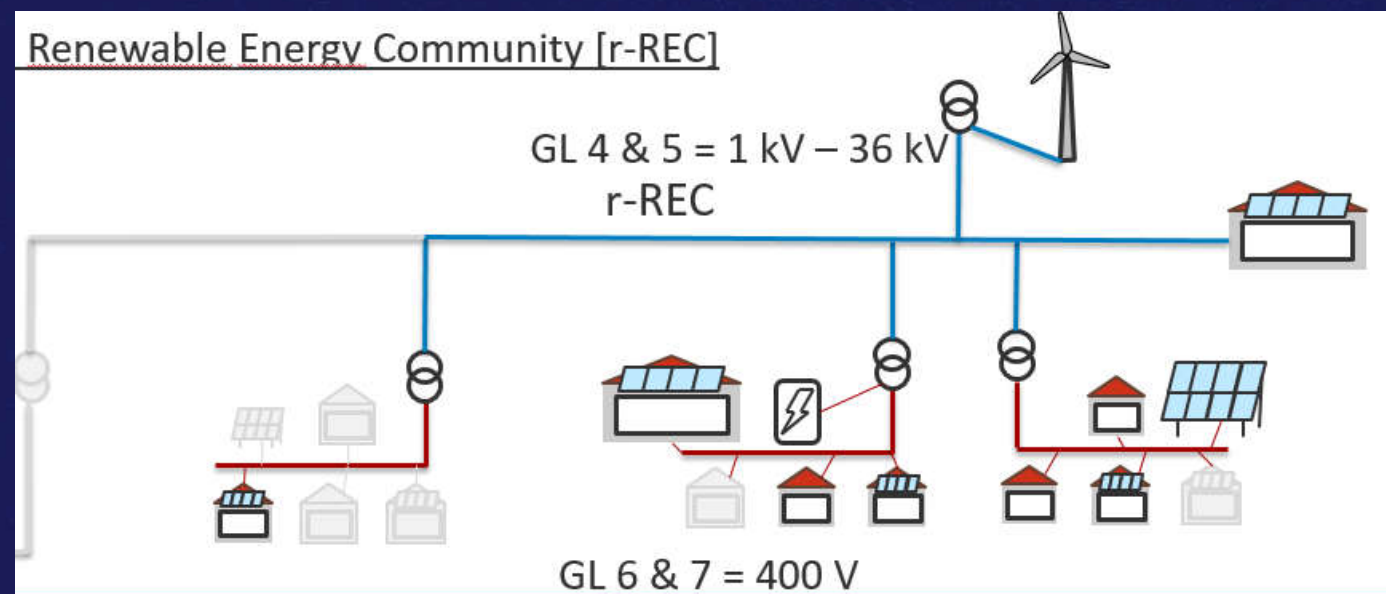 Renewable Energy Community [r-REC]
GL 4 & 5 = 1 kV – 36 kV
r-REC
GL 6 & 7 = 400 V